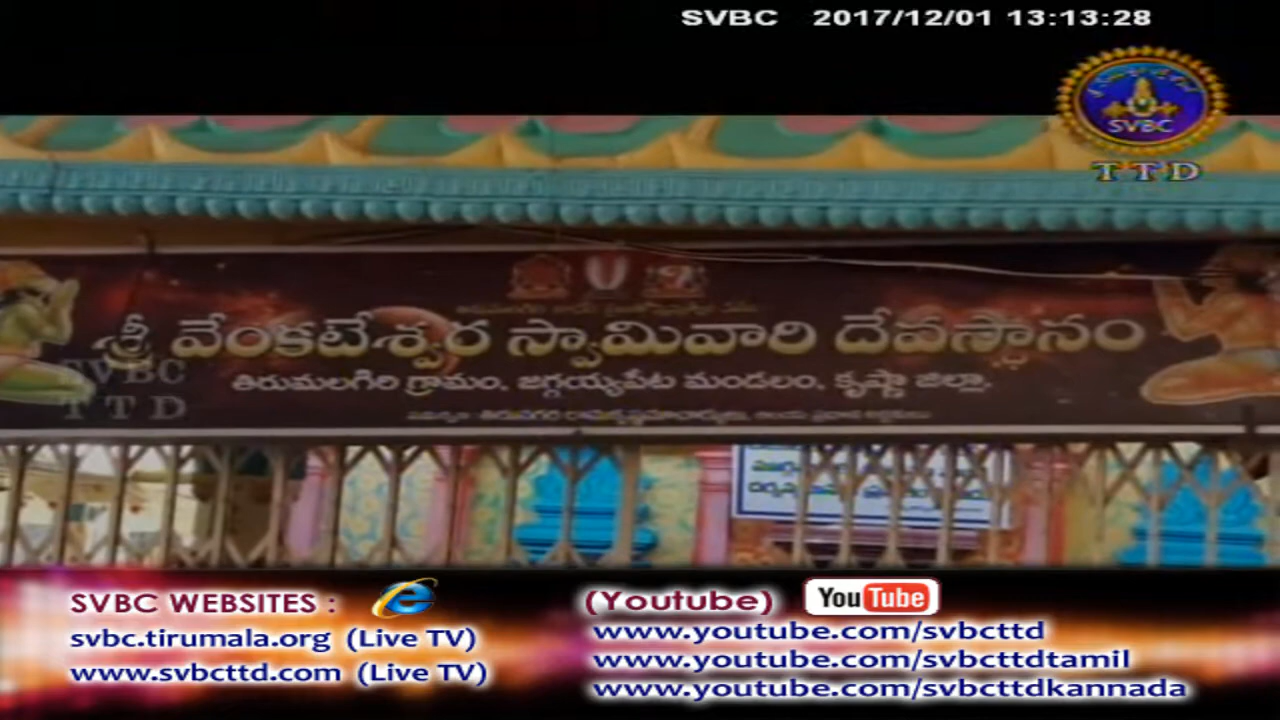 SVBC 2017/12/01 13:13:28
SVBC
T T D
శ్రీ వేంకటేశ్వర స్వామివారి దేవస్థానం
SVBC
T T D
తిరుమలగిరి గ్రామం, జగ్గయ్యపేట మండలం, కృష్ణా జిల్లా.
SVBC WEBSITES :
svbc.tirumala.org (Live TV)
www.svbcttd.com (Live TV)
(Youtube) YouTube
www.youtube.com/svbcttd
www.youtube.com/svbcttdtamil
www.youtube.com/svbcttdkannada